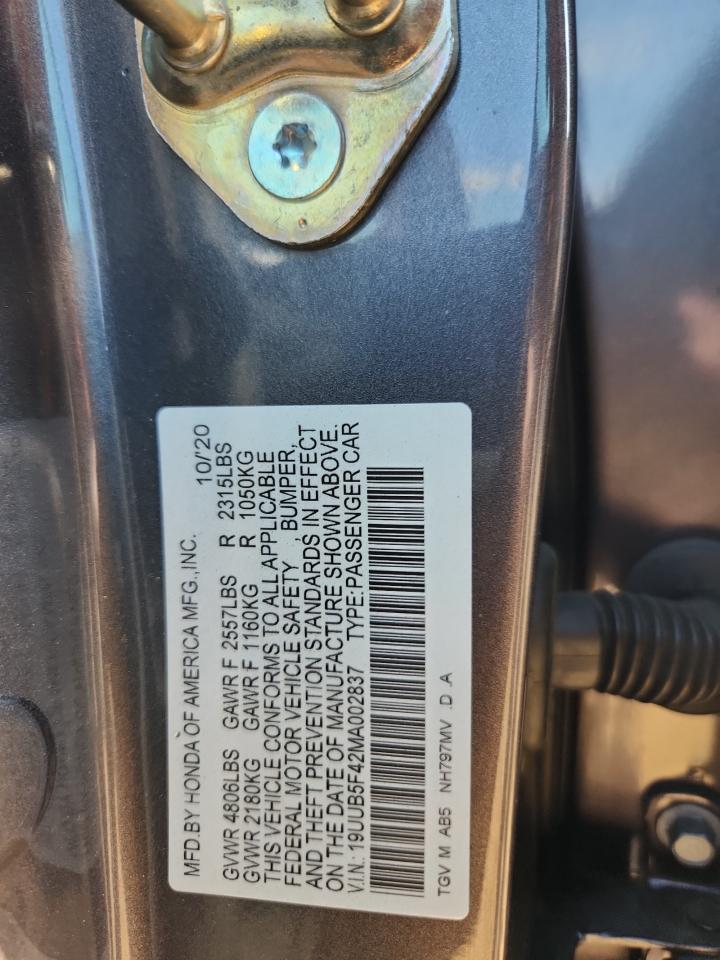 MFD.BY HONDA OF AMERICA MFG.,INC. 10/'20
GVWR 4806LBS GAWR F 2557LBS R 2315LBS
GVWR 2180KG GAWR F 1160KG R 1050KG
THIS VEHICLE CONFORMS TO ALL APPLICABLE
FEDERAL MOTOR VEHICLE SAFETY , BUMPER,
AND THEFT PREVENTION STANDARDS IN EFFECT
ON THE DATE OF MANUFACTURE SHOWN ABOVE.
V.I.N.: 19UUB5F42MA002837 TYPE:PASSENGER CAR
TGV M AB5 NH797MV .D .A